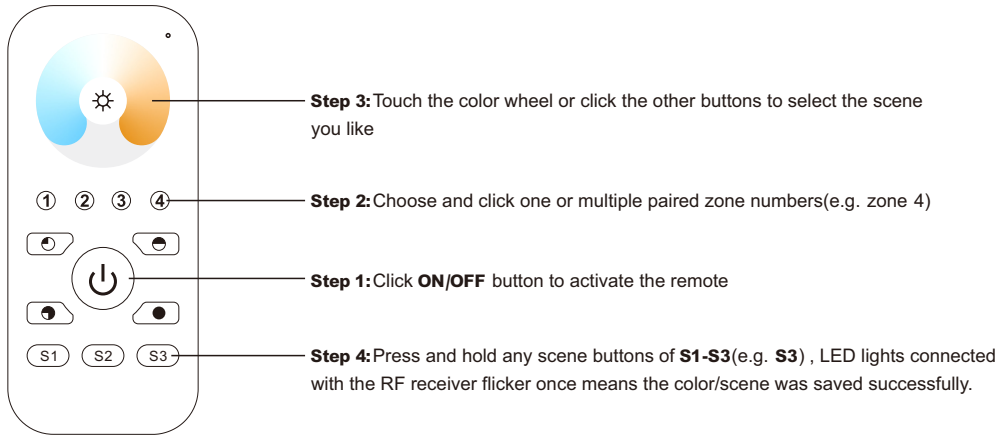 Step 3:Touch the color wheel or click the other buttons to select the scene
you like
① ② ③ ④
Step 2:Choose and click one or multiple paired zone numbers(e.g. zone 4)
Step 1:Click ON/OFF button to activate the remote
S1 S2 S3
Step 4:Press and hold any scene buttons of S1-S3(e.g. S3) , LED lights connected
with the RF receiver flicker once means the color/scene was saved successfully.